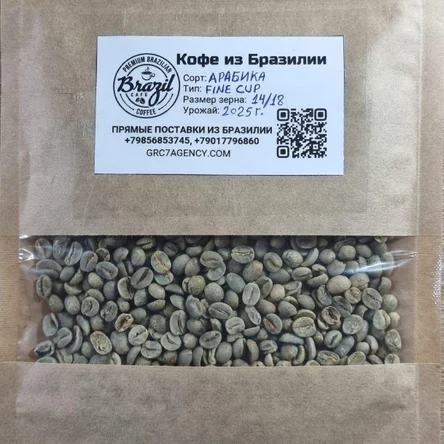 PREMIUM BRAZILIAN
Brazil
CAFE
COFFEE
Кофе из Бразилии
Сорт: АРАБИКА
Тип: FINE CUP
Размер зерна: 14/18
Урожай: 2025 г.
ПРЯМЫЕ ПОСТАВКИ ИЗ БРАЗИЛИИ
+79856853745, +79017796860
GRC7AGENCY.COM